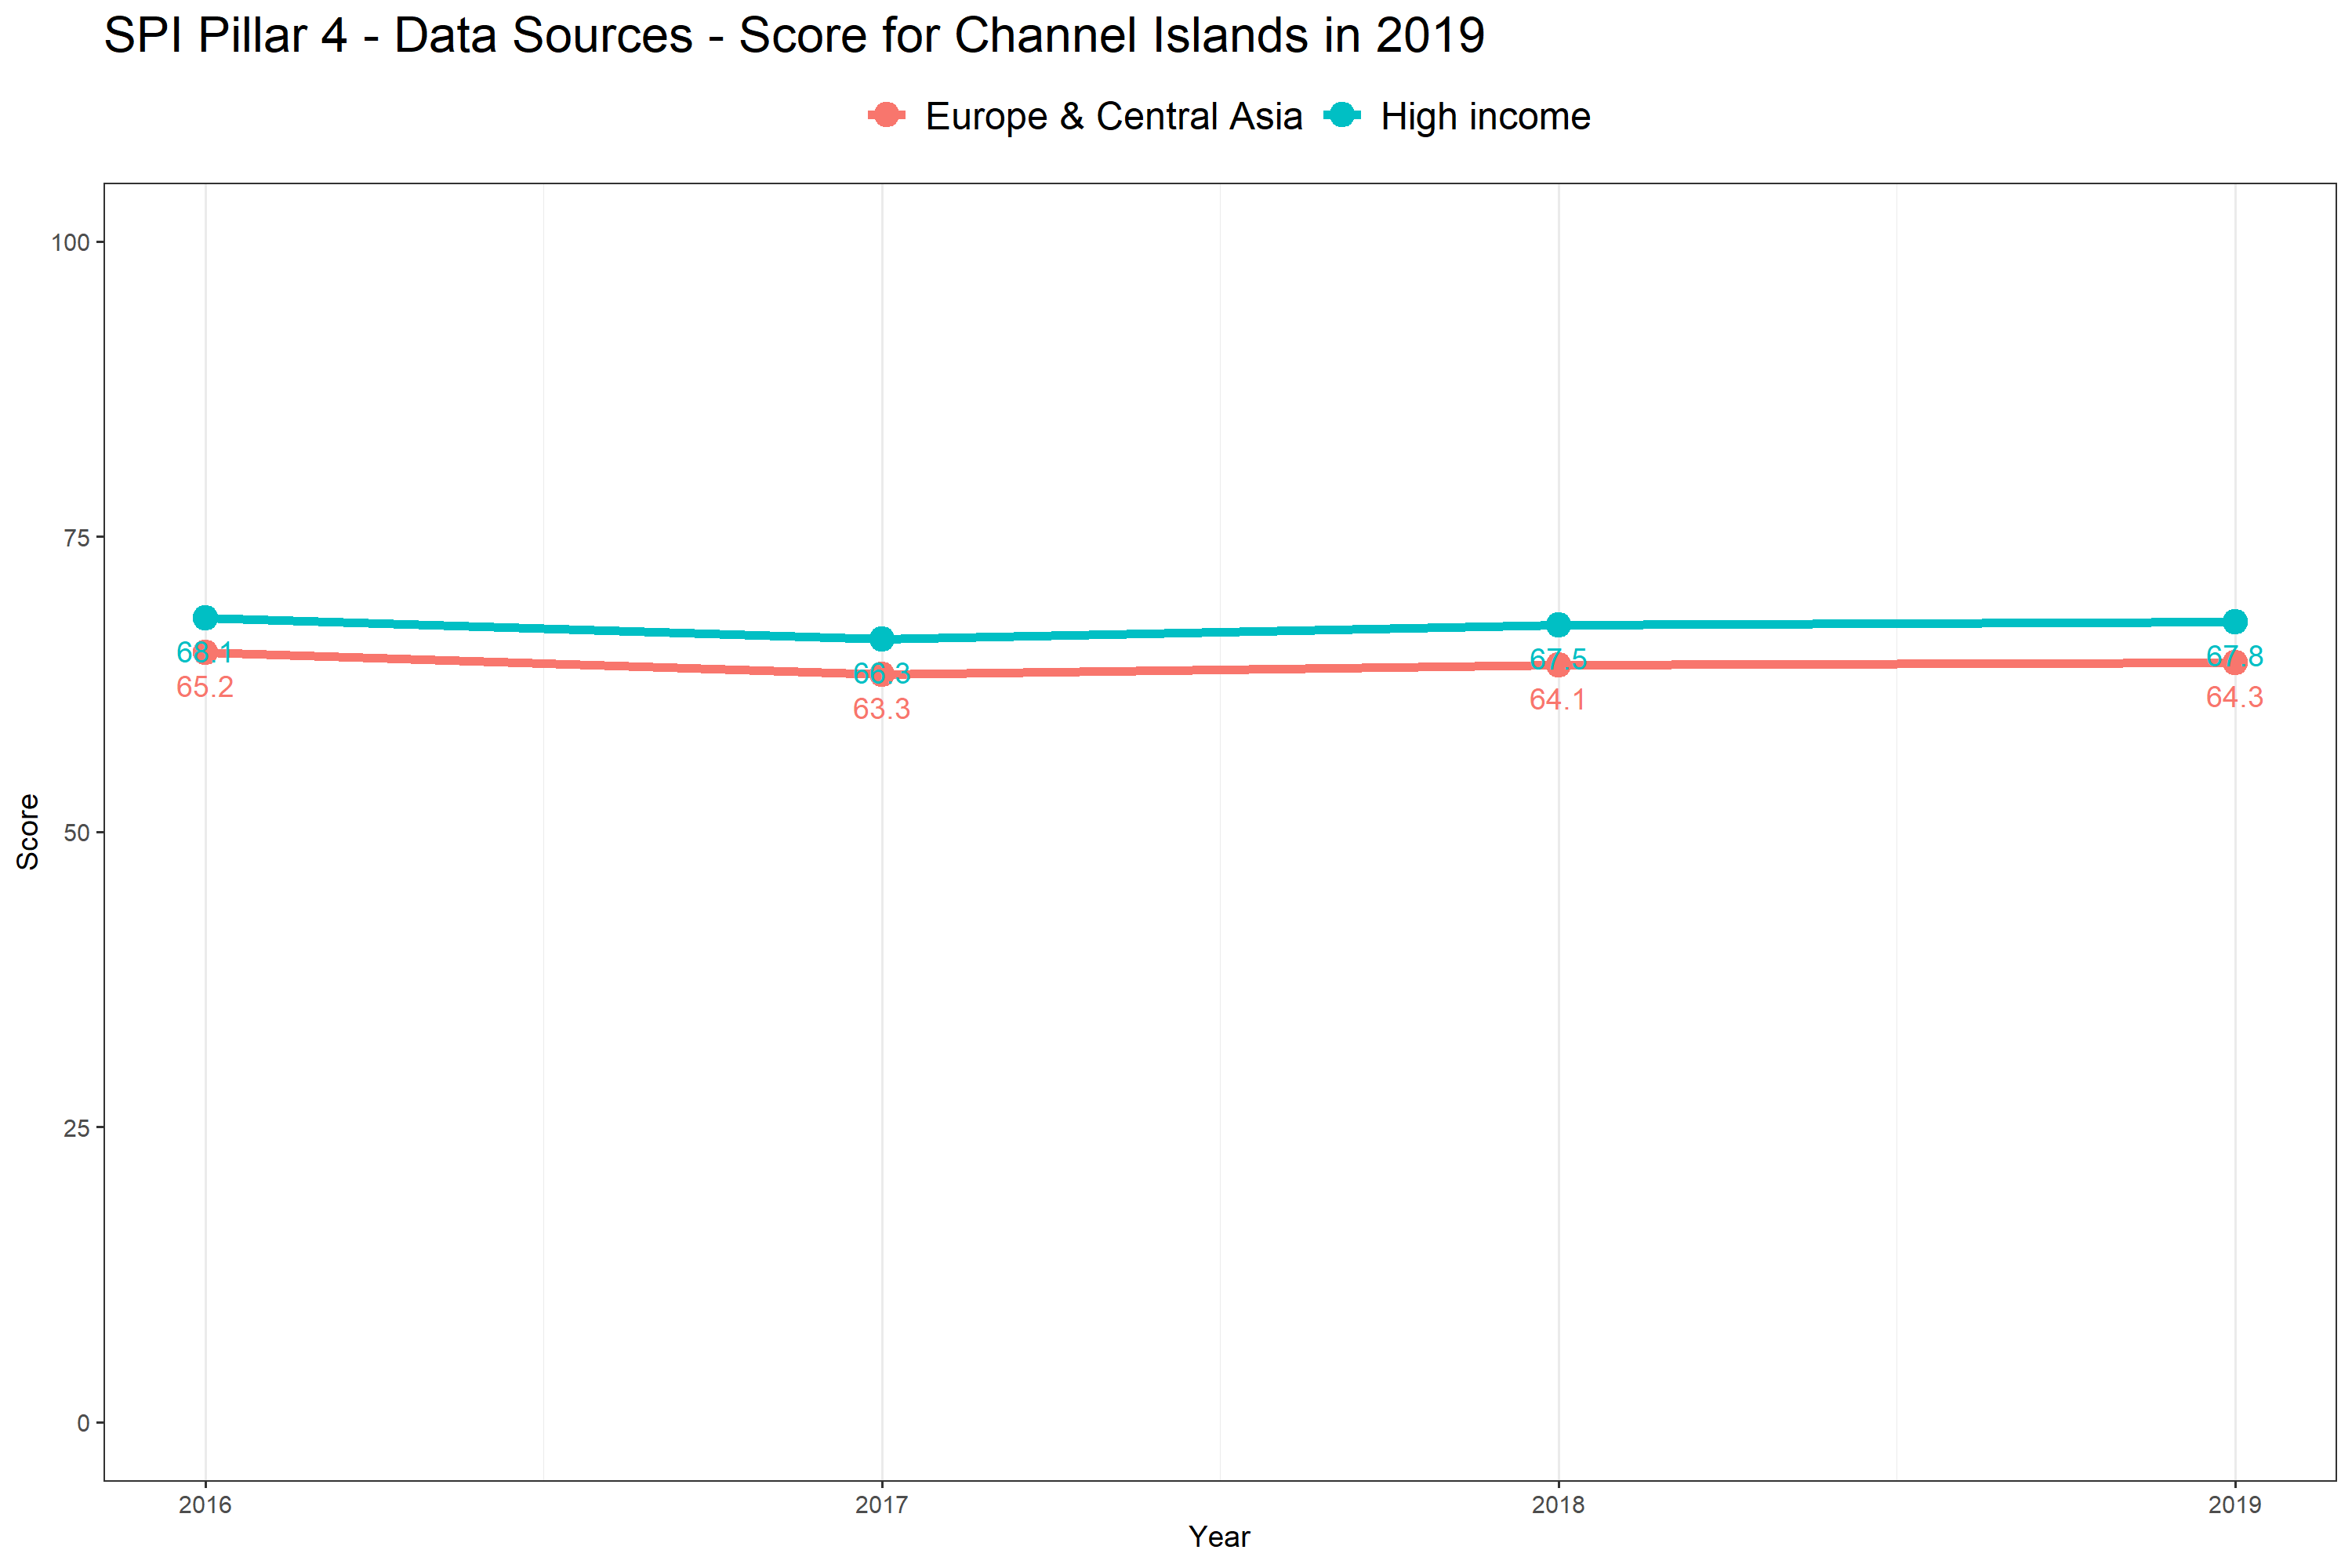 SPI Pillar 4 - Data Sources - Score for Channel Islands in 2019
Europe & Central Asia High income
100
75
50
25
0
Score
68.1
65.2
66.3
63.3
67.5
64.1
67.8
64.3
2016 2017 2018 2019
Year